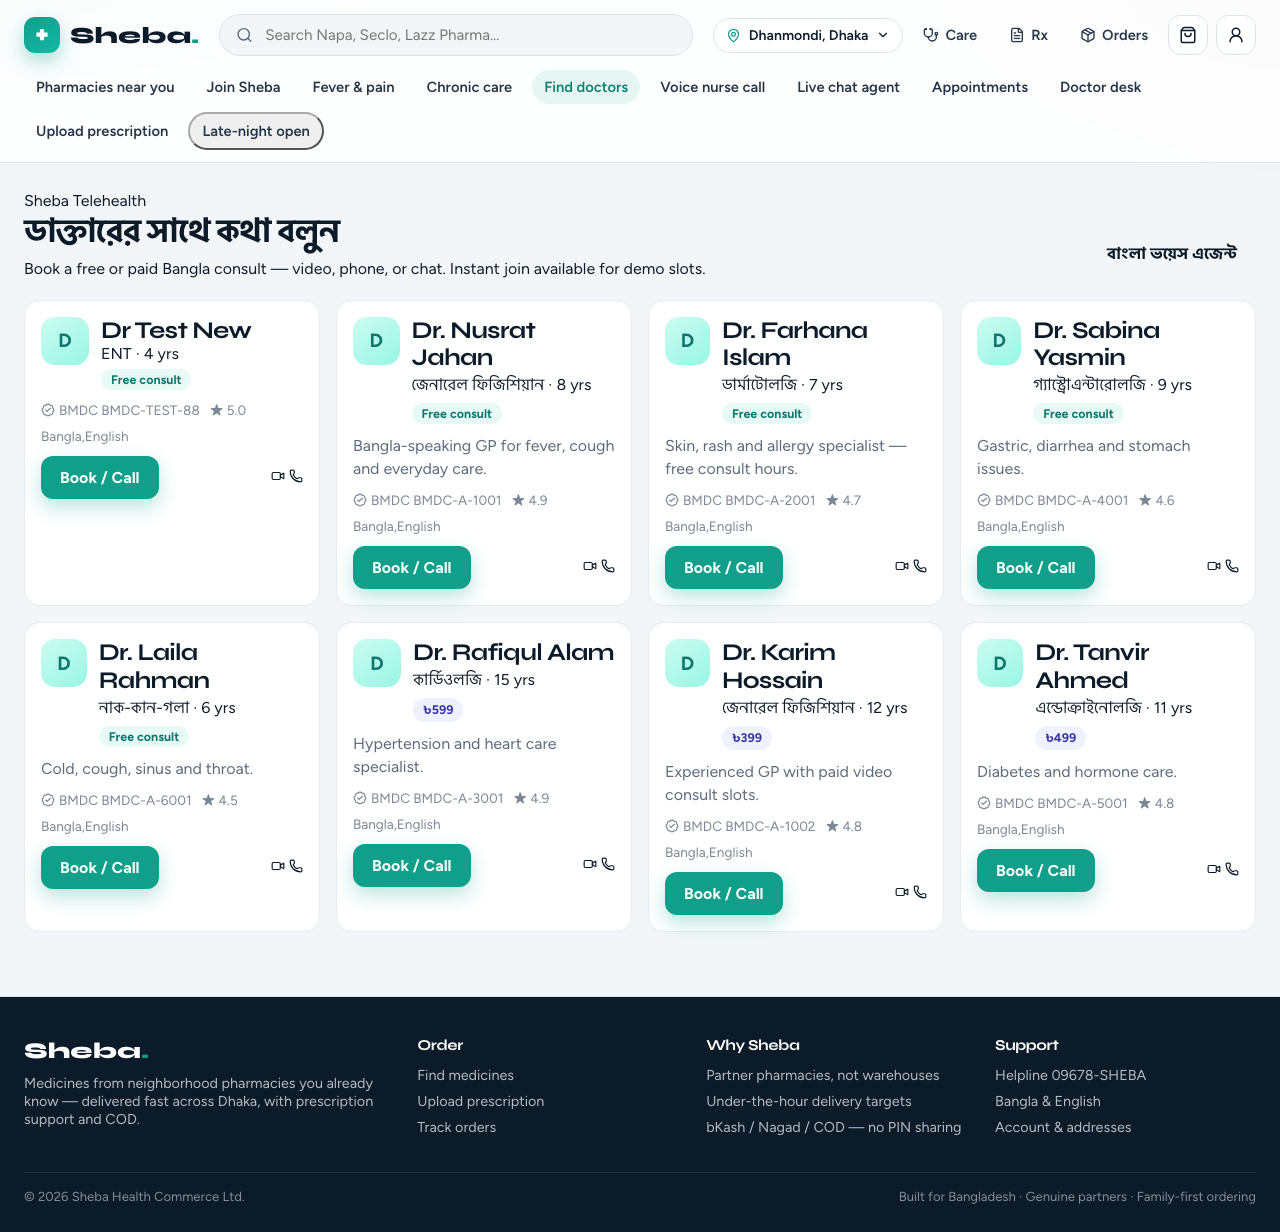 Sheba.
Search Napa, Seclo, Lazz Pharma...
Dhanmondi, Dhaka
Care
Rx
Orders
Pharmacies near you
Join Sheba
Fever & pain
Chronic care
Find doctors
Voice nurse call
Live chat agent
Appointments
Doctor desk
Upload prescription
Late-night open
Sheba Telehealth
ডাক্তারের সাথে কথা বলুন
Book a free or paid Bangla consult — video, phone, or chat. Instant join available for demo slots.
বাংলা ভয়েস এজেন্ট
D
Dr Test New
ENT · 4 yrs
Free consult
BMDC BMDC-TEST-88 ★ 5.0
Bangla,English
Book / Call
D
Dr. Nusrat
Jahan
জেনারেল ফিজিশিয়ান · 8 yrs
Free consult
Bangla-speaking GP for fever, cough
and everyday care.
BMDC BMDC-A-1001 ★ 4.9
Bangla,English
Book / Call
D
Dr. Farhana
Islam
ডার্মাটোলজি · 7 yrs
Free consult
Skin, rash and allergy specialist —
free consult hours.
BMDC BMDC-A-2001 ★ 4.7
Bangla,English
Book / Call
D
Dr. Sabina
Yasmin
গ্যাস্ট্রোএন্টারোলজি · 9 yrs
Free consult
Gastric, diarrhea and stomach
issues.
BMDC BMDC-A-4001 ★ 4.6
Bangla,English
Book / Call
D
Dr. Laila
Rahman
নাক-কান-গলা · 6 yrs
Free consult
Cold, cough, sinus and throat.
BMDC BMDC-A-6001 ★ 4.5
Bangla,English
Book / Call
D
Dr. Rafiqul Alam
কার্ডিওলজি · 15 yrs
৳599
Hypertension and heart care
specialist.
BMDC BMDC-A-3001 ★ 4.9
Bangla,English
Book / Call
D
Dr. Karim
Hossain
জেনারেল ফিজিশিয়ান · 12 yrs
৳399
Experienced GP with paid video
consult slots.
BMDC BMDC-A-1002 ★ 4.8
Bangla,English
Book / Call
D
Dr. Tanvir
Ahmed
এন্ডোক্রাইনোলজি · 11 yrs
৳499
Diabetes and hormone care.
BMDC BMDC-A-5001 ★ 4.8
Bangla,English
Book / Call
Sheba.
Medicines from neighborhood pharmacies you already
know — delivered fast across Dhaka, with prescription
support and COD.
Order
Find medicines
Upload prescription
Track orders
Why Sheba
Partner pharmacies, not warehouses
Under-the-hour delivery targets
bKash / Nagad / COD — no PIN sharing
Support
Helpline 09678-SHEBA
Bangla & English
Account & addresses
© 2026 Sheba Health Commerce Ltd.
Built for Bangladesh · Genuine partners · Family-first ordering